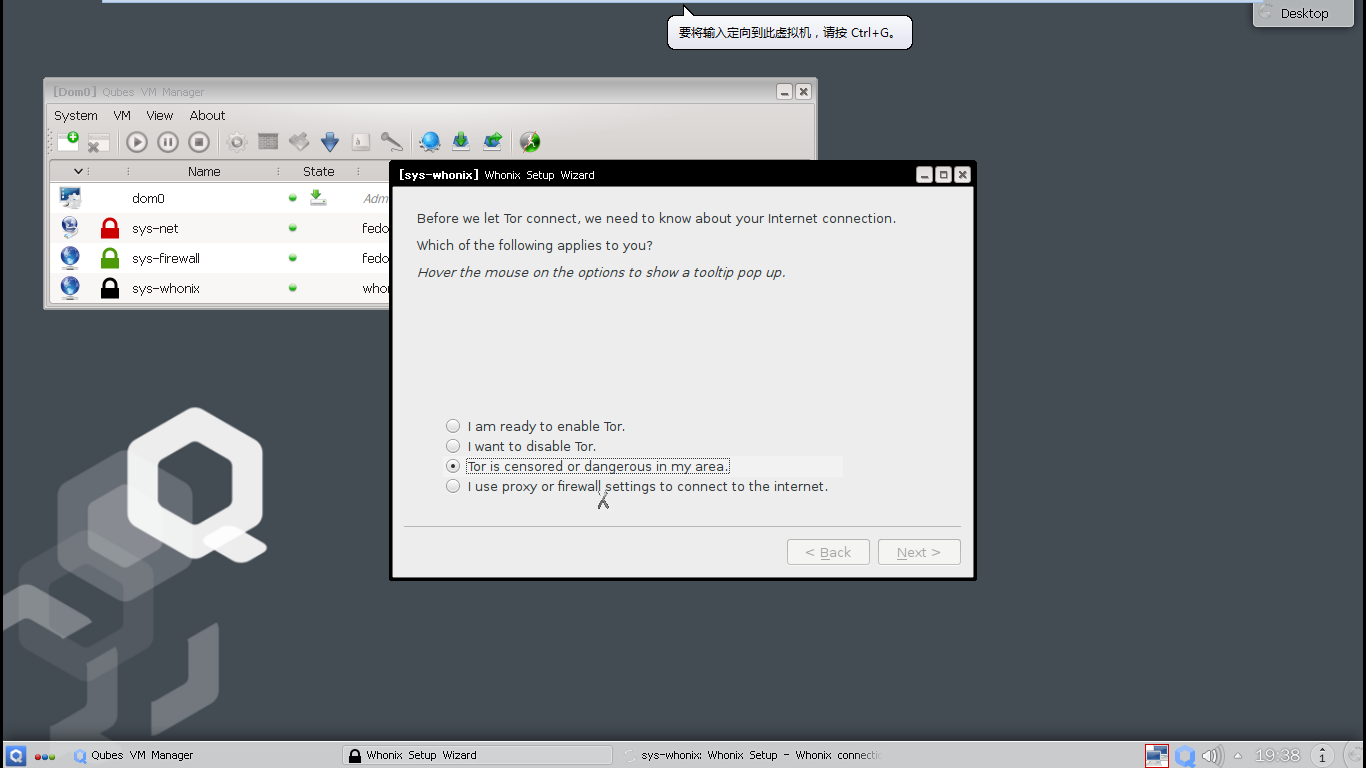 Desktop
要将输入定向到此虚拟机，请按 Ctrl+G。
[Dom0] Qubes VM Manager
System VM View About
Name State
dom0 Adm
sys-net fedo
sys-firewall fedo
sys-whonix whon
[sys-whonix] Whonix Setup Wizard
Before we let Tor connect, we need to know about your Internet connection.
Which of the following applies to you?
Hover the mouse on the options to show a tooltip pop up.
I am ready to enable Tor.
I want to disable Tor.
Tor is censored or dangerous in my area.
I use proxy or firewall settings to connect to the internet.
< Back Next >
Qubes VM Manager Whonix Setup Wizard sys-whonix: Whonix Setup - Whonix connectio 19:38 1